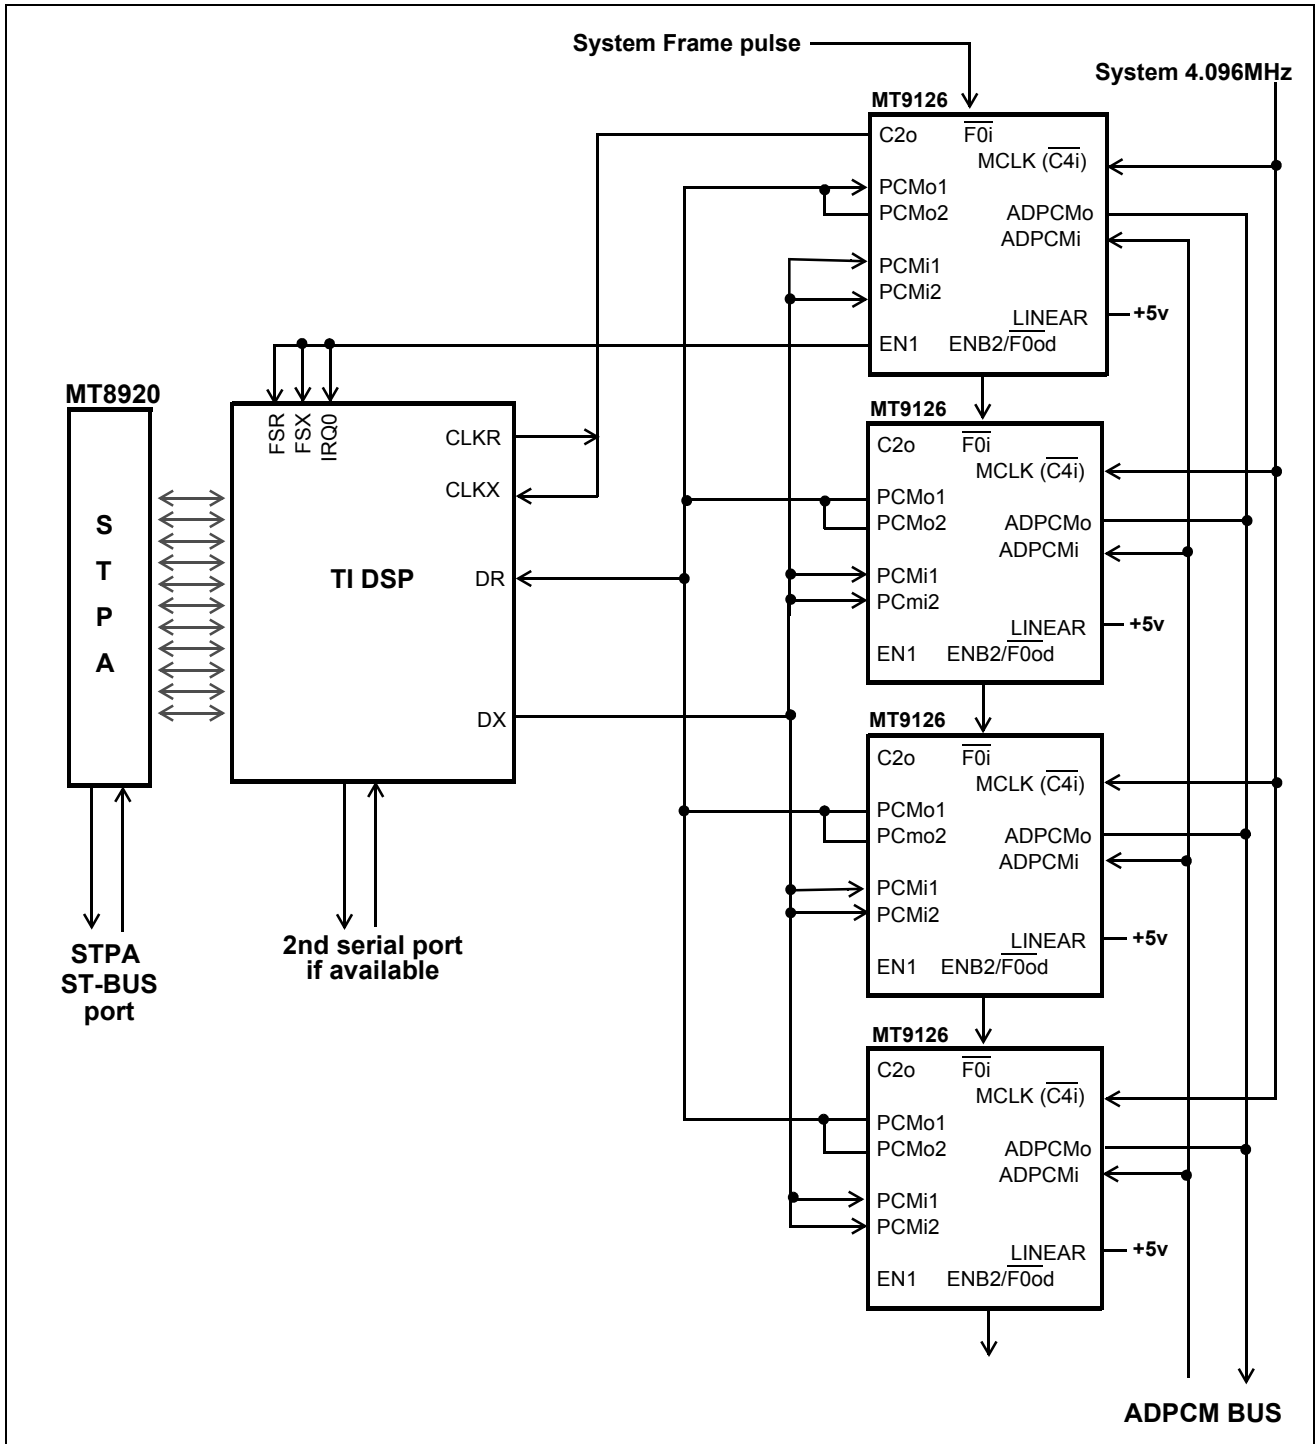 System Frame pulse
System 4.096MHz
MT9126
C2o F0i
MCLK (C4i)
PCMo1
PCMo2 ADPCMo
ADPCMi
PCMi1
PCMi2
LINEAR +5v
EN1 ENB2/F0od
MT8920
S
T
P
A
FSR
FSX
IRQ0
CLKR
CLKX
TI DSP
DR
DX
STPA
ST-BUS
port
2nd serial port
if available
MT9126
C2o F0i
MCLK (C4i)
PCMo1
PCMo2 ADPCMo
ADPCMi
PCMi1
PCmi2
LINEAR +5v
EN1 ENB2/F0od
MT9126
C2o F0i
MCLK (C4i)
PCMo1
PCmo2 ADPCMo
ADPCMi
PCMi1
PCMi2
LINEAR +5v
EN1 ENB2/F0od
MT9126
C2o F0i
MCLK (C4i)
PCMo1
PCMo2 ADPCMo
ADPCMi
PCMi1
PCMi2
LINEAR +5v
EN1 ENB2/F0od
ADPCM BUS